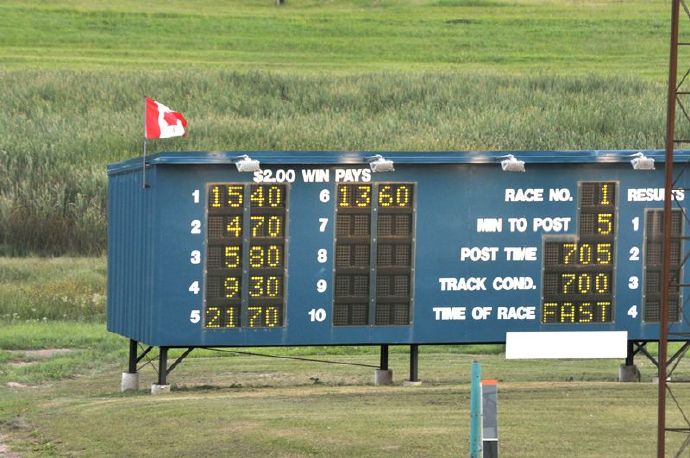 $2.00 WIN PAYS
1 15 40 6 13 60 RACE NO. 1 RESULTS
2 4 70 7 MIN TO POST 5 1
3 5 80 8 POST TIME 705 2
4 9 30 9 TRACK COND. 700 3
5 21 70 10 TIME OF RACE FAST 4